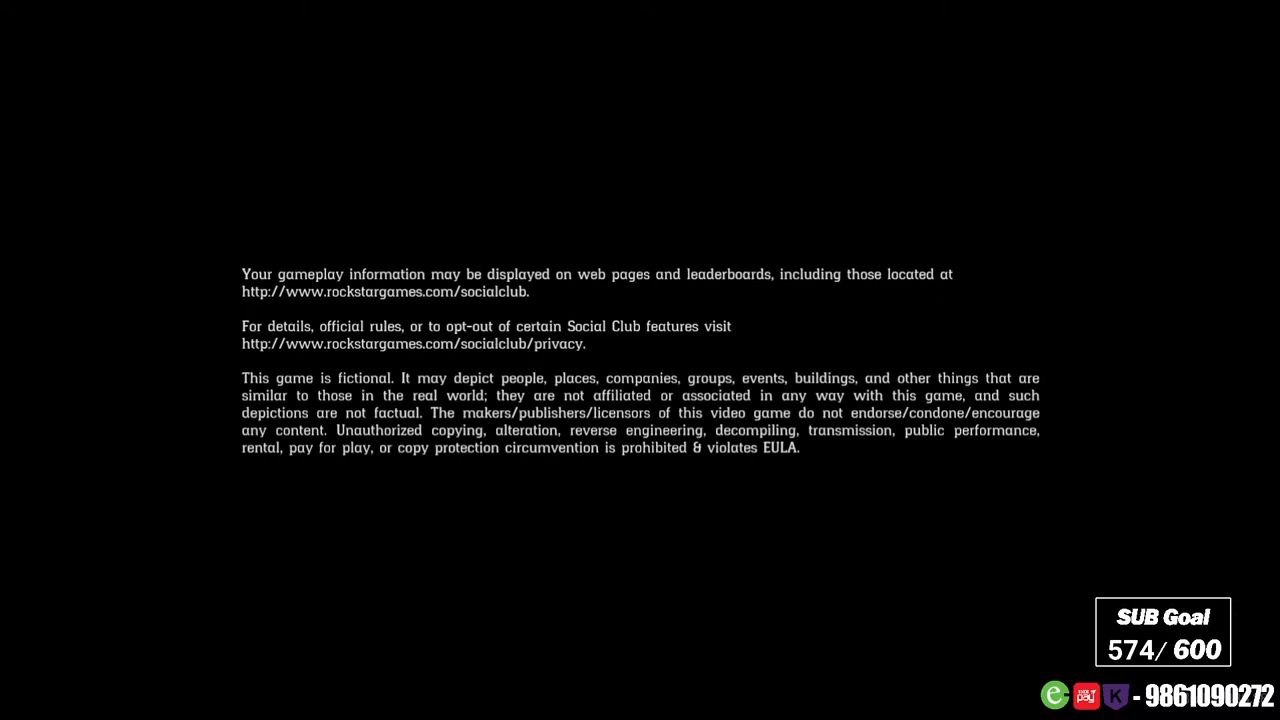 Your gameplay information may be displayed on web pages and leaderboards, including those located at
http://www.rockstargames.com/socialclub.
For details, official rules, or to opt-out of certain Social Club features visit
http://www.rockstargames.com/socialclub/privacy.
This game is fictional. It may depict people, places, companies, groups, events, buildings, and other things that are
similar to those in the real world; they are not affiliated or associated in any way with this game, and such
depictions are not factual. The makers/publishers/licensors of this video game do not endorse/condone/encourage
any content. Unauthorized copying, alteration, reverse engineering, decompiling, transmission, public performance,
rental, pay for play, or copy protection circumvention is prohibited & violates EULA.
SUB Goal
574/ 600
e pay K - 9861090272